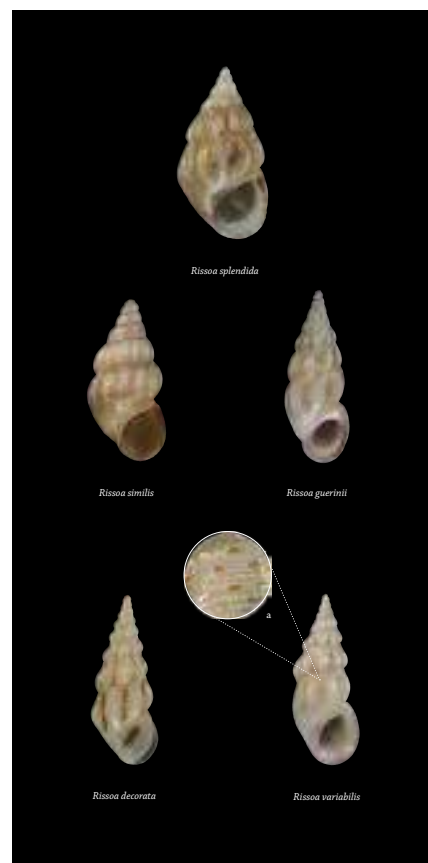 Rissoa splendida
Rissoa similis
Rissoa guerinii
a
Rissoa decorata
Rissoa variabilis